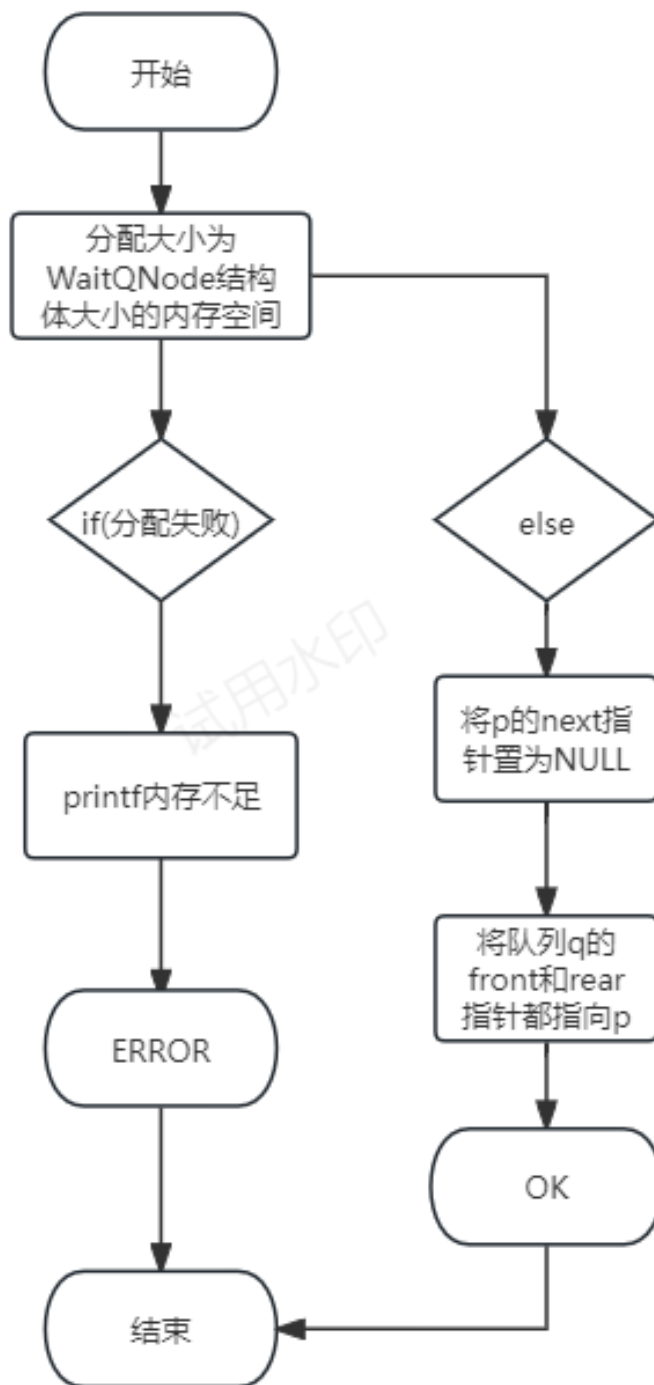 开始
分配大小为
WaitQNode结构
体大小的内存空间
if(分配失败)
else
试用水印
将p的next指
针置为NULL
printf内存不足
将队列q的
front和rear
指针都指向p
ERROR
OK
结束